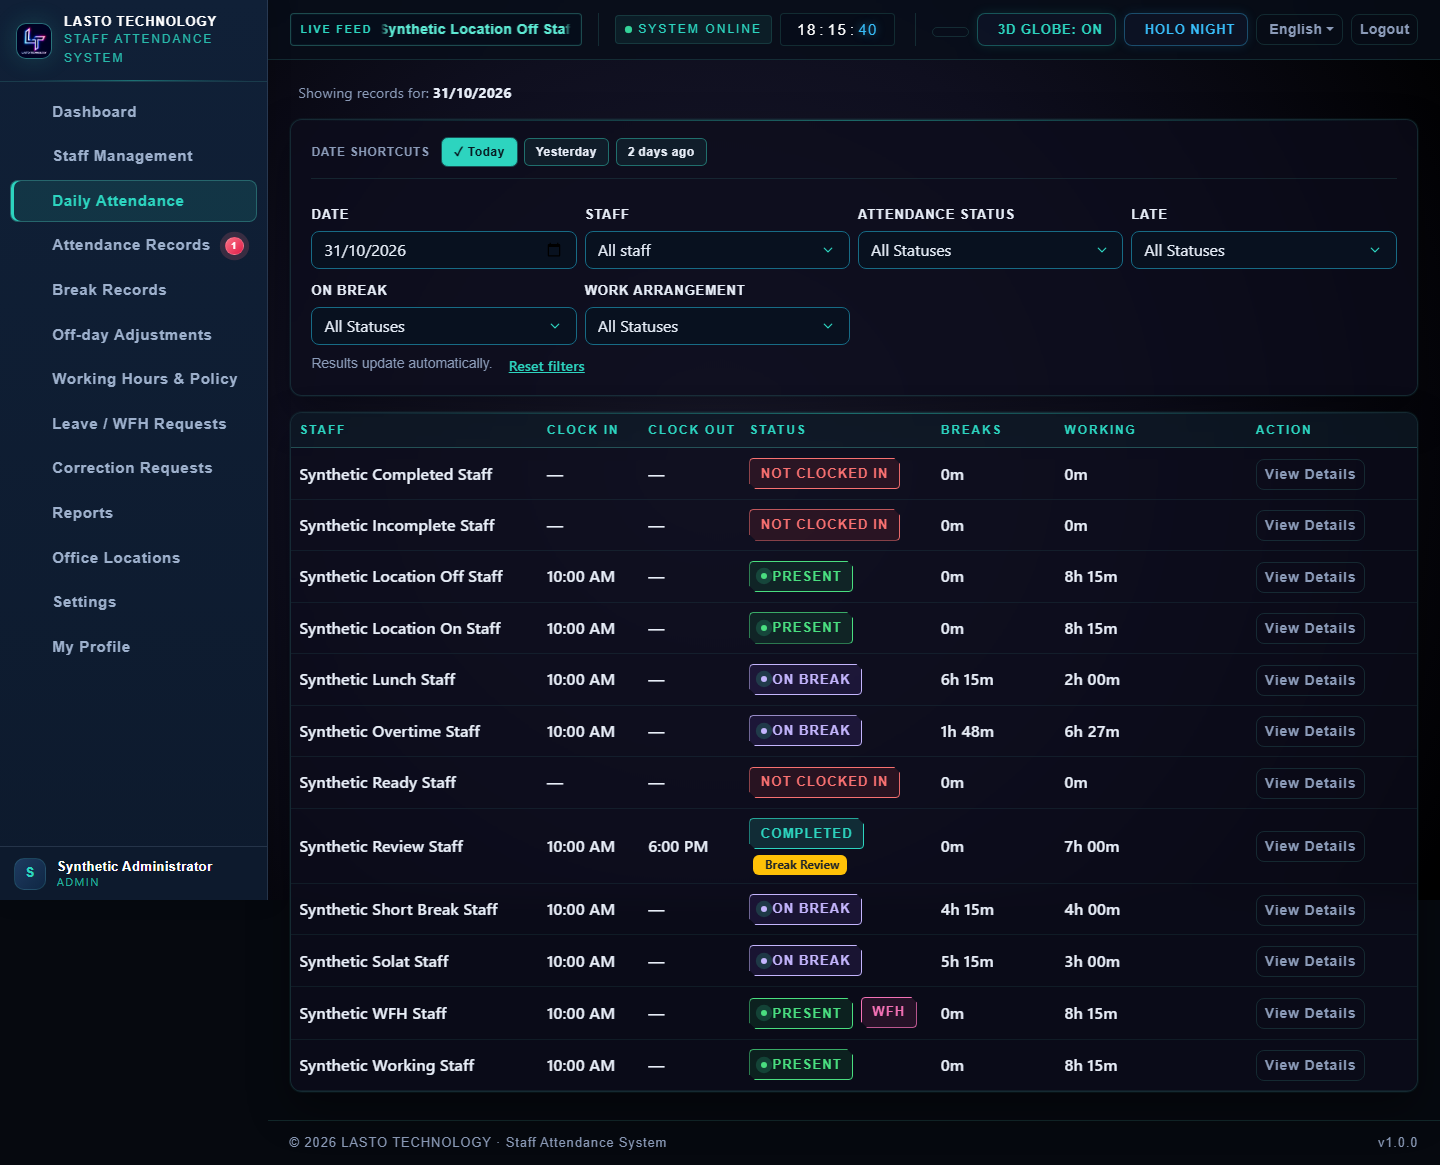 LASTO TECHNOLOGY
STAFF ATTENDANCE
SYSTEM
LIVE FEED Synthetic Location Off Staf
SYSTEM ONLINE
18:15:40
3D GLOBE: ON
HOLO NIGHT
English
Logout
Dashboard
Staff Management
Daily Attendance
Attendance Records 1
Break Records
Off-day Adjustments
Working Hours & Policy
Leave / WFH Requests
Correction Requests
Reports
Office Locations
Settings
My Profile
S
Synthetic Administrator
ADMIN
Showing records for: 31/10/2026
DATE SHORTCUTS ✓ Today Yesterday 2 days ago
DATE STAFF ATTENDANCE STATUS LATE
31/10/2026 All staff All Statuses All Statuses
ON BREAK WORK ARRANGEMENT
All Statuses All Statuses
Results update automatically. Reset filters
STAFF CLOCK IN CLOCK OUT STATUS BREAKS WORKING ACTION
Synthetic Completed Staff — — NOT CLOCKED IN 0m 0m View Details
Synthetic Incomplete Staff — — NOT CLOCKED IN 0m 0m View Details
Synthetic Location Off Staff 10:00 AM — PRESENT 0m 8h 15m View Details
Synthetic Location On Staff 10:00 AM — PRESENT 0m 8h 15m View Details
Synthetic Lunch Staff 10:00 AM — ON BREAK 6h 15m 2h 00m View Details
Synthetic Overtime Staff 10:00 AM — ON BREAK 1h 48m 6h 27m View Details
Synthetic Ready Staff — — NOT CLOCKED IN 0m 0m View Details
Synthetic Review Staff 10:00 AM 6:00 PM COMPLETED 0m 7h 00m View Details
Break Review
Synthetic Short Break Staff 10:00 AM — ON BREAK 4h 15m 4h 00m View Details
Synthetic Solat Staff 10:00 AM — ON BREAK 5h 15m 3h 00m View Details
Synthetic WFH Staff 10:00 AM — PRESENT WFH 0m 8h 15m View Details
Synthetic Working Staff 10:00 AM — PRESENT 0m 8h 15m View Details
© 2026 LASTO TECHNOLOGY · Staff Attendance System
v1.0.0